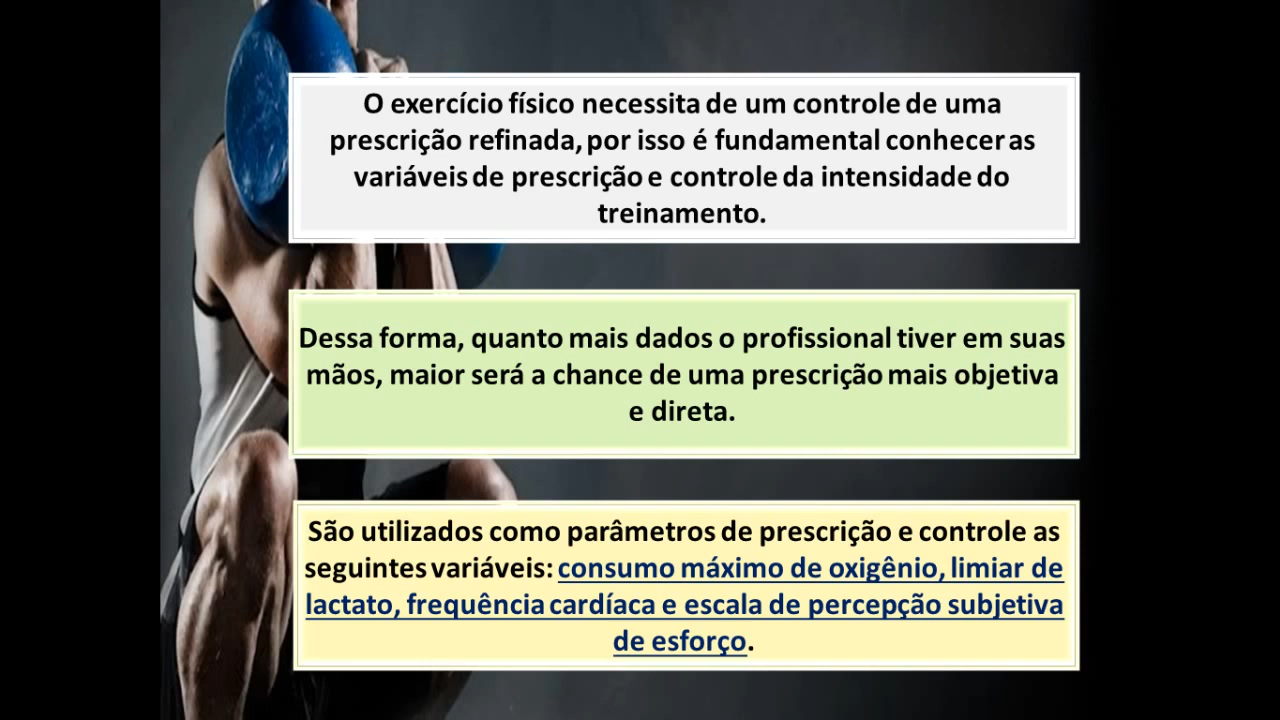 O exercício físico necessita de um controle de uma
prescrição refinada, por isso é fundamental conhecer as
variáveis de prescrição e controle da intensidade do
treinamento.
Dessa forma, quanto mais dados o profissional tiver em suas
mãos, maior será a chance de uma prescrição mais objetiva
e direta.
São utilizados como parâmetros de prescrição e controle as
seguintes variáveis: consumo máximo de oxigênio, limiar de
lactato, frequência cardíaca e escala de percepção subjetiva
de esforço.